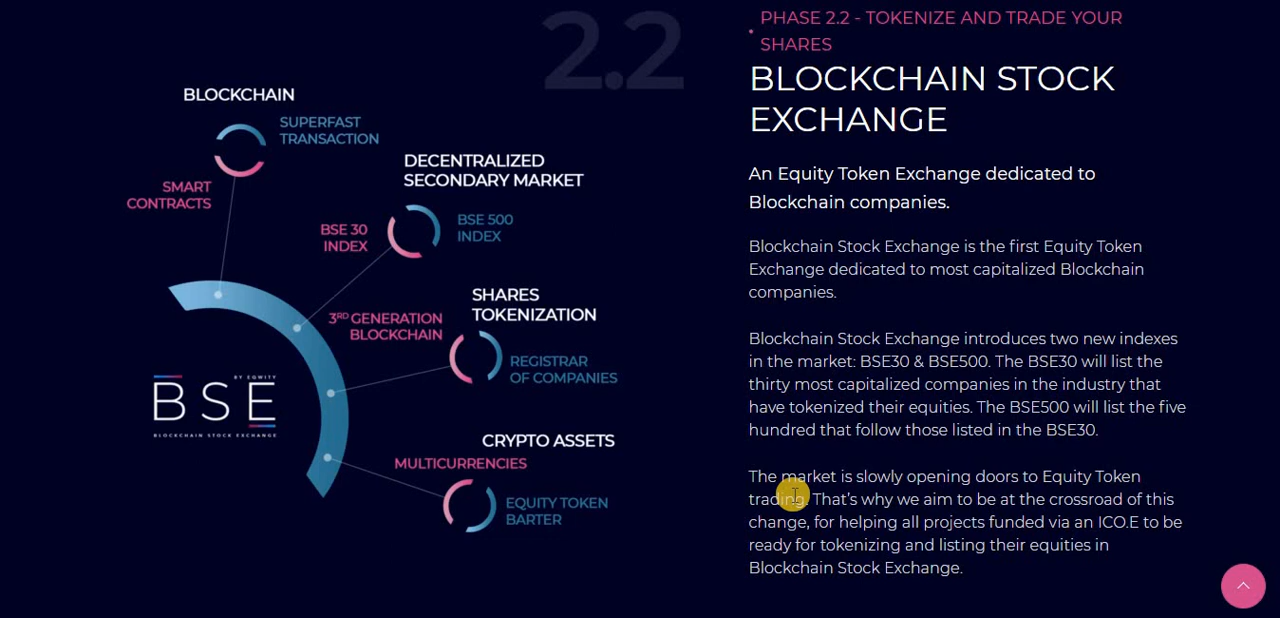 2.2
PHASE 2.2 - TOKENIZE AND TRADE YOUR
SHARES
BLOCKCHAIN STOCK
EXCHANGE
An Equity Token Exchange dedicated to
Blockchain companies.
Blockchain Stock Exchange is the first Equity Token
Exchange dedicated to most capitalized Blockchain
companies.
Blockchain Stock Exchange introduces two new indexes
in the market: BSE30 & BSE500. The BSE30 will list the
thirty most capitalized companies in the industry that
have tokenized their equities. The BSE500 will list the five
hundred that follow those listed in the BSE30.
The market is slowly opening doors to Equity Token
trading. That's why we aim to be at the crossroad of this
change, for helping all projects funded via an ICO.E to be
ready for tokenizing and listing their equities in
Blockchain Stock Exchange.
BLOCKCHAIN
SUPERFAST
TRANSACTION
SMART
CONTRACTS
DECENTRALIZED
SECONDARY MARKET
BSE 30
INDEX
BSE 500
INDEX
SHARES
TOKENIZATION
3RD GENERATION
BLOCKCHAIN
REGISTRAR
OF COMPANIES
CRYPTO ASSETS
MULTICURRENCIES
EQUITY TOKEN
BARTER
BY EQWITY
BSE
BLOCKCHAIN STOCK EXCHANGE